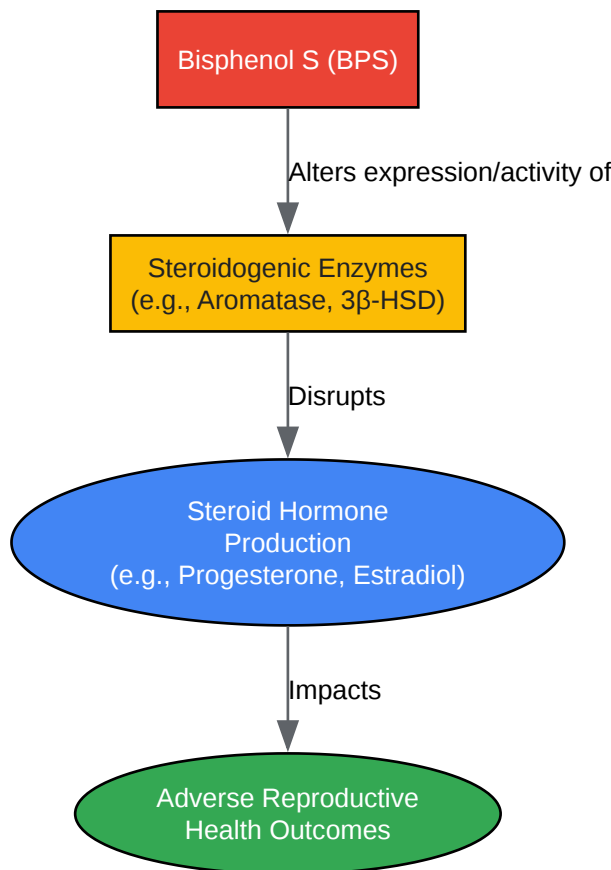 Bisphenol S (BPS)
Alters expression/activity of
Steroidogenic Enzymes
(e.g., Aromatase, 3β-HSD)
Disrupts
Steroid Hormone
Production
(e.g., Progesterone, Estradiol)
Impacts
Adverse Reproductive
Health Outcomes